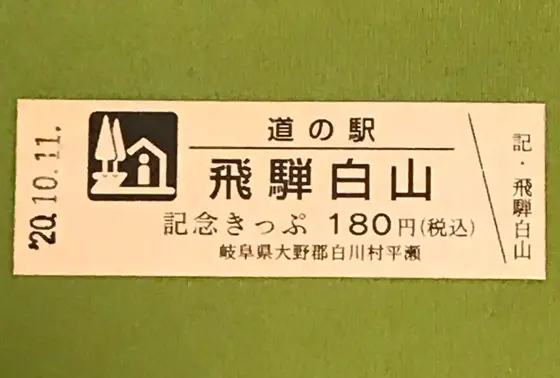 '20.10.11.
道の駅
飛騨白山
記念きっぷ 180円(税込)
岐阜県大野郡白川村平瀬
記・飛騨白山